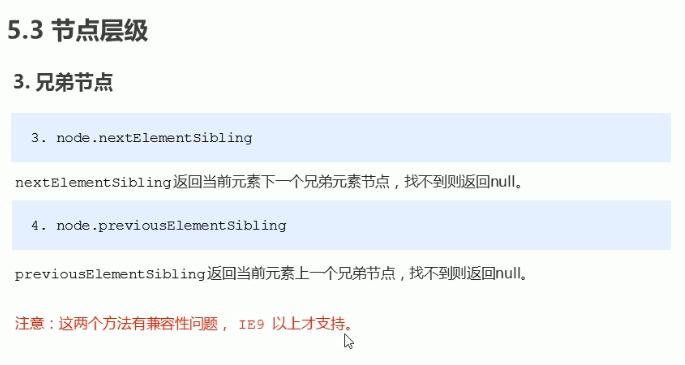 5.3 节点层级
3. 兄弟节点
3. node.nextElementSibling
nextElementSibling返回当前元素下一个兄弟元素节点，找不到则返回null。
4. node.previousElementSibling
previousElementSibling返回当前元素上一个兄弟节点，找不到则返回null。
注意：这两个方法有兼容性问题， IE9 以上才支持。